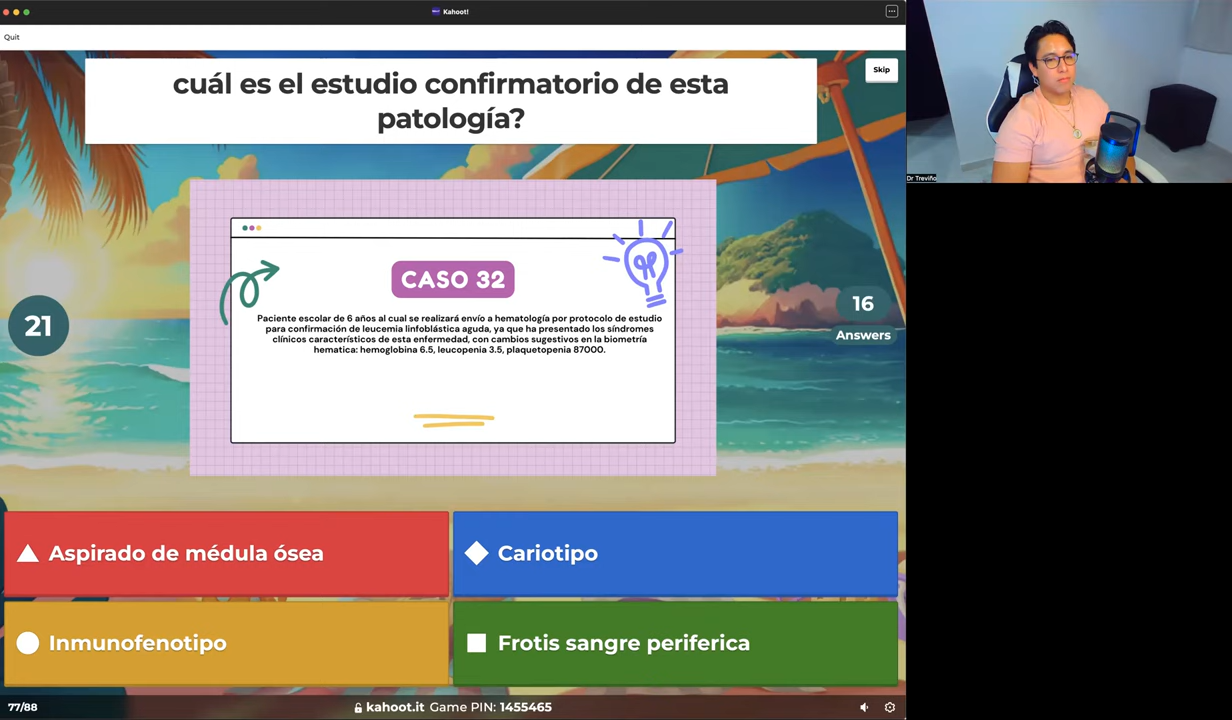 Kahoot!
Quit
cuál es el estudio confirmatorio de esta
patología?
Skip
CASO 32
Paciente escolar de 6 años al cual se realizará envío a hematología por protocolo de estudio
para confirmación de leucemia linfoblástica aguda, ya que ha presentado los síndromes
clínicos característicos de esta enfermedad, con cambios sugestivos en la biometría
hematica: hemoglobina 6.5, leucopenia 3.5, plaquetopenia 87000.
21
16
Answers
Aspirado de médula ósea
Cariotipo
Inmunofenotipo
Frotis sangre periferica
77/88
kahoot.it Game PIN: 1455465
Dr Treviño